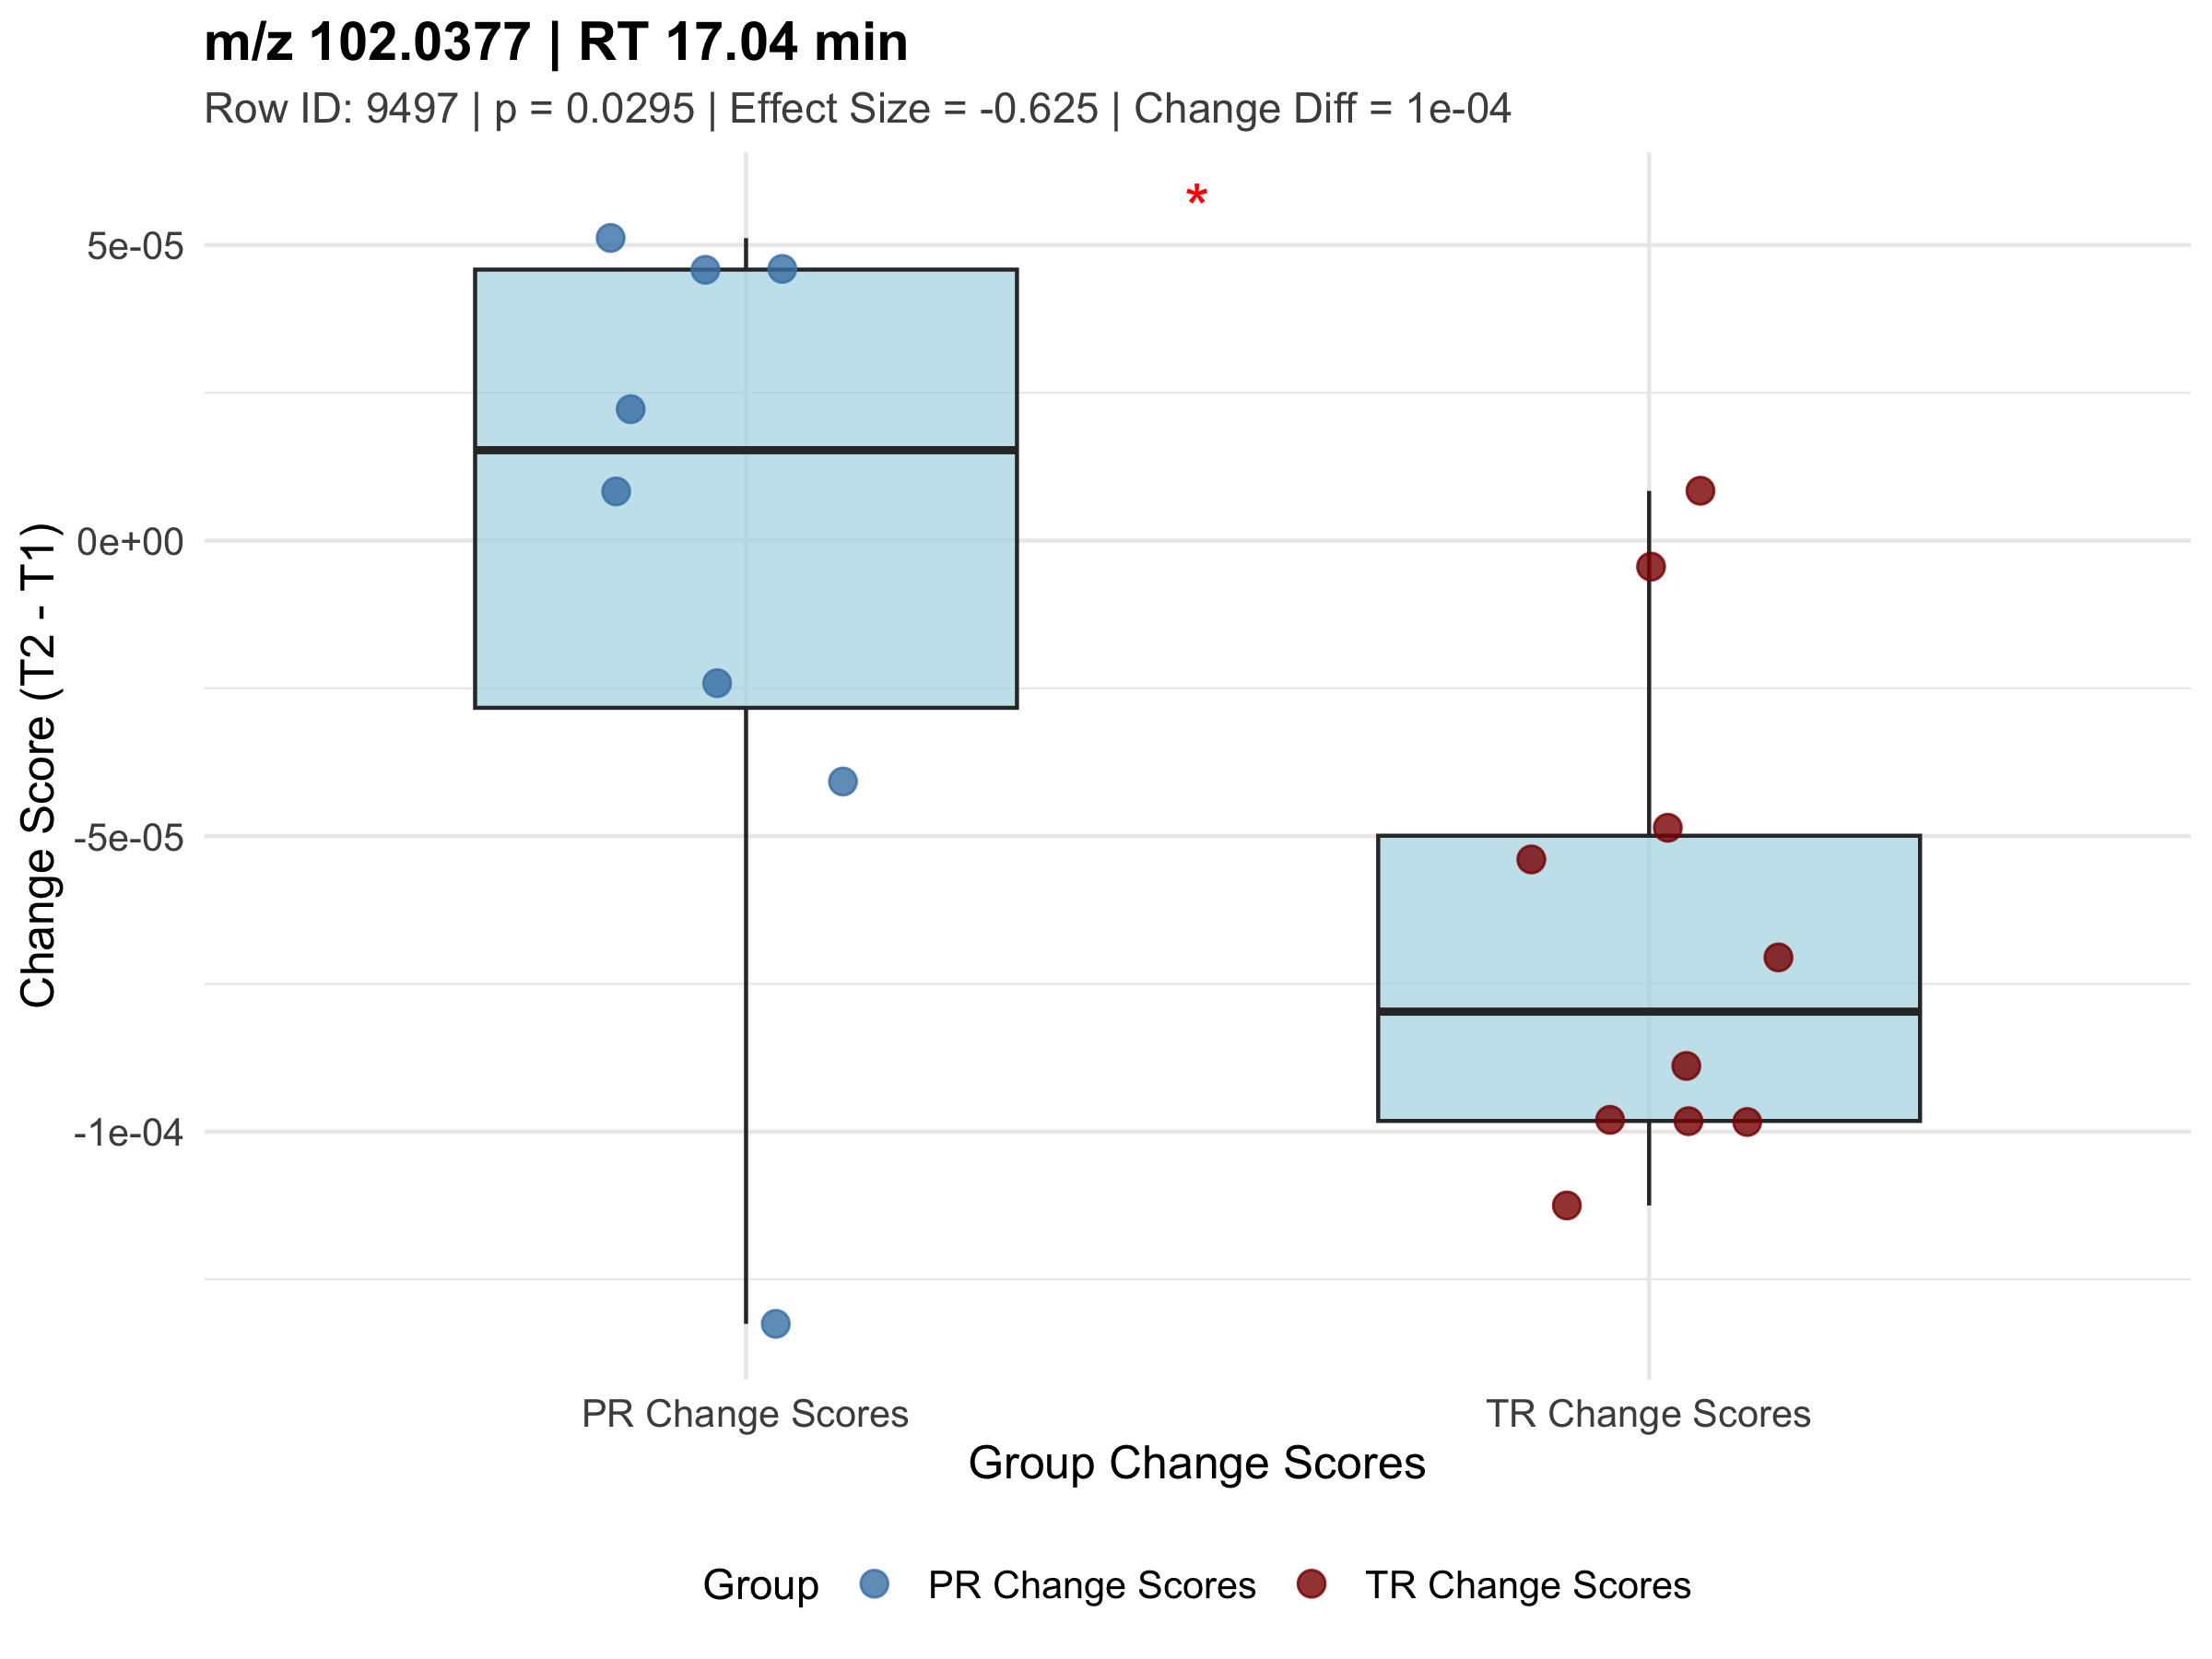 m/z 102.0377 | RT 17.04 min
Row ID: 9497 | p = 0.0295 | Effect Size = -0.625 | Change Diff = 1e-04
*
5e-05
0e+00
-5e-05
-1e-04
Change Score (T2 - T1)
PR Change Scores
TR Change Scores
Group Change Scores
Group
PR Change Scores
TR Change Scores